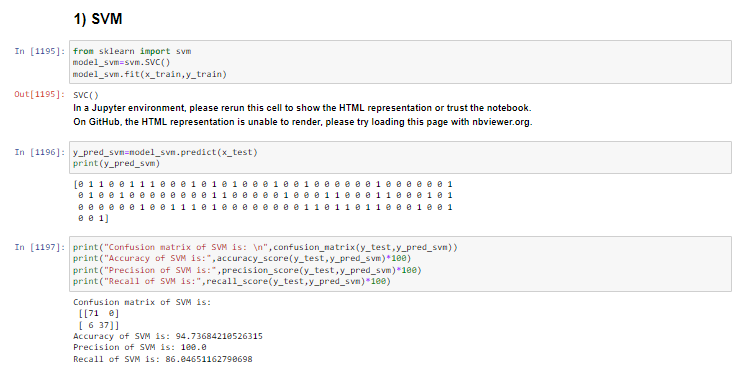 1) SVM
In [1195]: from sklearn import svm
model_svm=svm.SVC()
model_svm.fit(x_train,y_train)
Out[1195]: SVC()
In a Jupyter environment, please rerun this cell to show the HTML representation or trust the notebook.
On GitHub, the HTML representation is unable to render, please try loading this page with nbviewer.org.
In [1196]: y_pred_svm=model_svm.predict(x_test)
print(y_pred_svm)
[0 1 1 0 0 1 1 1 0 0 0 1 0 1 0 1 0 0 0 1 0 0 1 0 0 0 0 0 0 1 0 0 0 0 0 0 1
0 1 0 0 1 0 0 0 0 0 0 0 0 1 1 0 0 0 0 0 1 0 0 0 1 1 0 0 0 1 1 0 0 0 1 0 1
0 0 0 0 0 0 1 0 0 1 1 1 0 1 0 0 0 0 0 0 0 0 1 1 0 1 1 0 1 1 0 0 0 1 0 0 1
0 0 1]
In [1197]: print("Confusion matrix of SVM is: \n",confusion_matrix(y_test,y_pred_svm))
print("Accuracy of SVM is:",accuracy_score(y_test,y_pred_svm)*100)
print("Precision of SVM is:",precision_score(y_test,y_pred_svm)*100)
print("Recall of SVM is:",recall_score(y_test,y_pred_svm)*100)
Confusion matrix of SVM is:
[[71 0]
[ 6 37]]
Accuracy of SVM is: 94.73684210526315
Precision of SVM is: 100.0
Recall of SVM is: 86.04651162790698